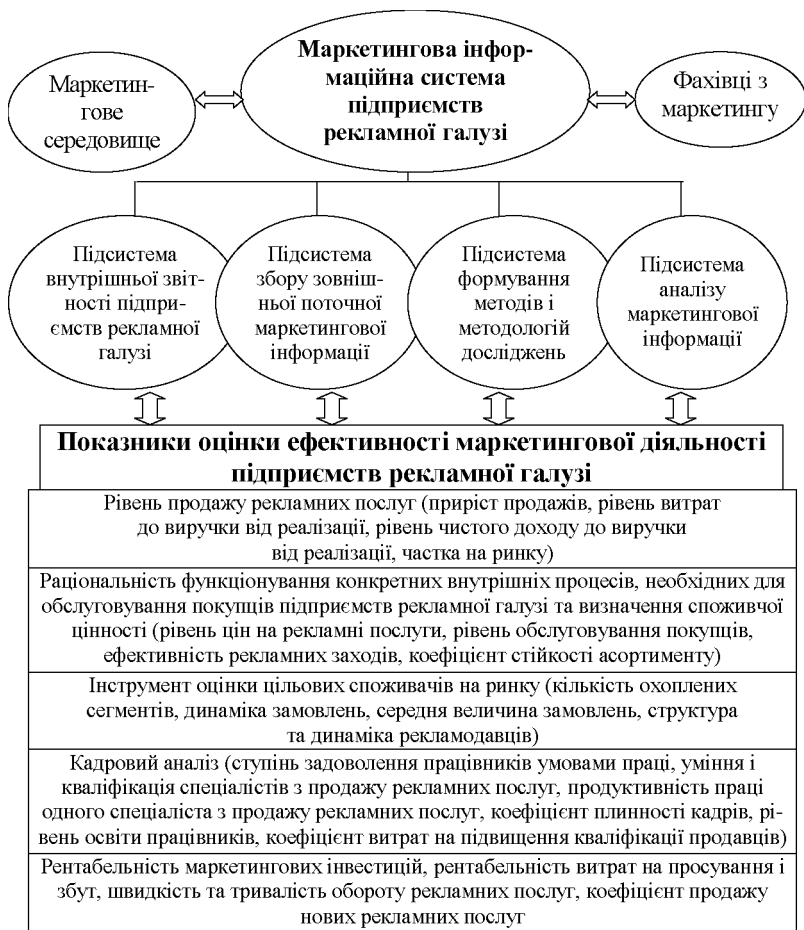 Маркетингова інфор-
маційна система
підприємств
рекламної галузі
Маркетин-
гове
середовище
Фахівці з
маркетингу
Підсистема
внутрішньої звіт-
ності підпри-
ємств рекламної
галузі
Підсистема
збору зовніш-
ньої поточної
маркетингової
інформації
Підсистема
формування
методів і
методологій
досліджень
Підсистема
аналізу
маркетингової
інформації
Показники оцінки ефективності маркетингової діяльності
підприємств рекламної галузі
Рівень продажу рекламних послуг (приріст продажів, рівень витрат
до виручки від реалізації, рівень чистого доходу до виручки
від реалізації, частка на ринку)
Раціональність функціонування конкретних внутрішніх процесів, необхідних для
обслуговування покупців підприємств рекламної галузі та визначення споживчої
цінності (рівень цін на рекламні послуги, рівень обслуговування покупців,
ефективність рекламних заходів, коефіцієнт стійкості асортименту)
Інструмент оцінки цільових споживачів на ринку (кількість охоплених
сегментів, динаміка замовлень, середня величина замовлень, структура
та динаміка рекламодавців)
Кадровий аналіз (ступінь задоволення працівників умовами праці, уміння і
кваліфікація спеціалістів з продажу рекламних послуг, продуктивність праці
одного спеціаліста з продажу рекламних послуг, коефіцієнт плинності кадрів, рі-
вень освіти працівників, коефіцієнт витрат на підвищення кваліфікації продавців)
Рентабельність маркетингових інвестицій, рентабельність витрат на просування і
збут, швидкість та тривалість обороту рекламних послуг, коефіцієнт продажу
нових рекламних послуг